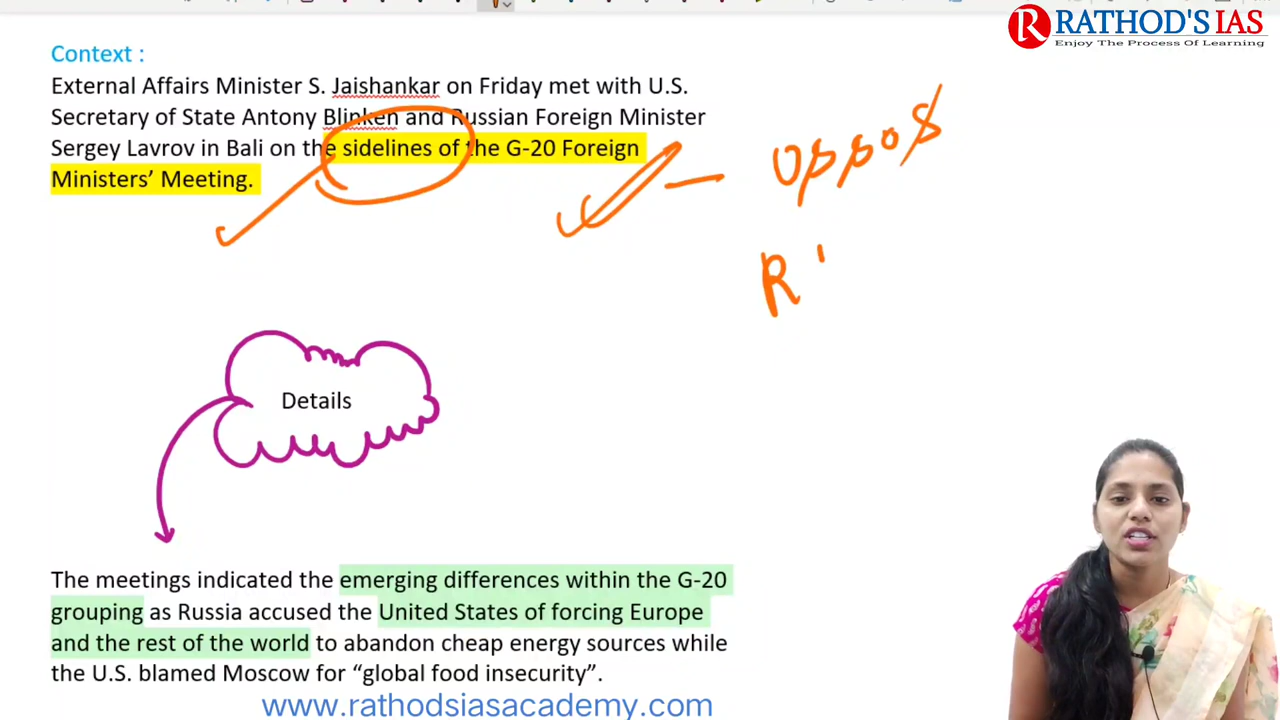 RATHOD'S IAS
Enjoy The Process Of Learning
Context :
External Affairs Minister S. Jaishankar on Friday met with U.S.
Secretary of State Antony Blinken and Russian Foreign Minister
Sergey Lavrov in Bali on the sidelines of the G-20 Foreign
Ministers’ Meeting.
R
Details
The meetings indicated the emerging differences within the G-20
grouping as Russia accused the United States of forcing Europe
and the rest of the world to abandon cheap energy sources while
the U.S. blamed Moscow for “global food insecurity”.
www.rathodsiasacademy.com